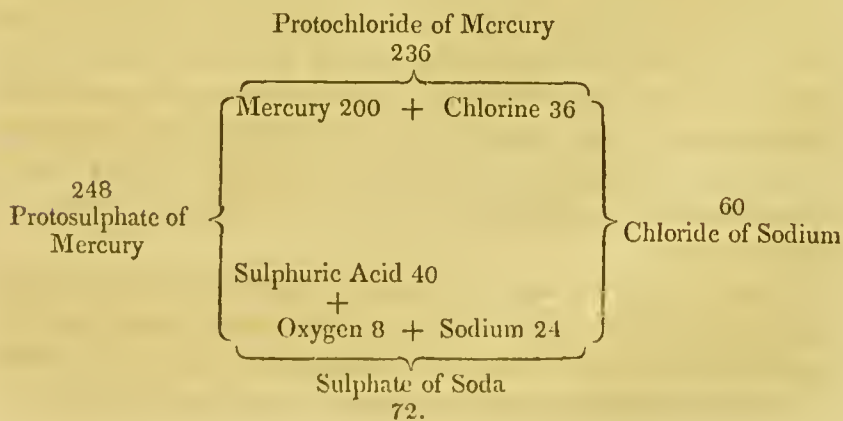 Protochloride of Mercury
236
Mercury 200 + Chlorine 36
248
Protosulphate of
Mercury
60
Chloride of Sodium
Sulphuric Acid 40
+
Oxygen 8 + Sodium 24
Sulphate of Soda
72.